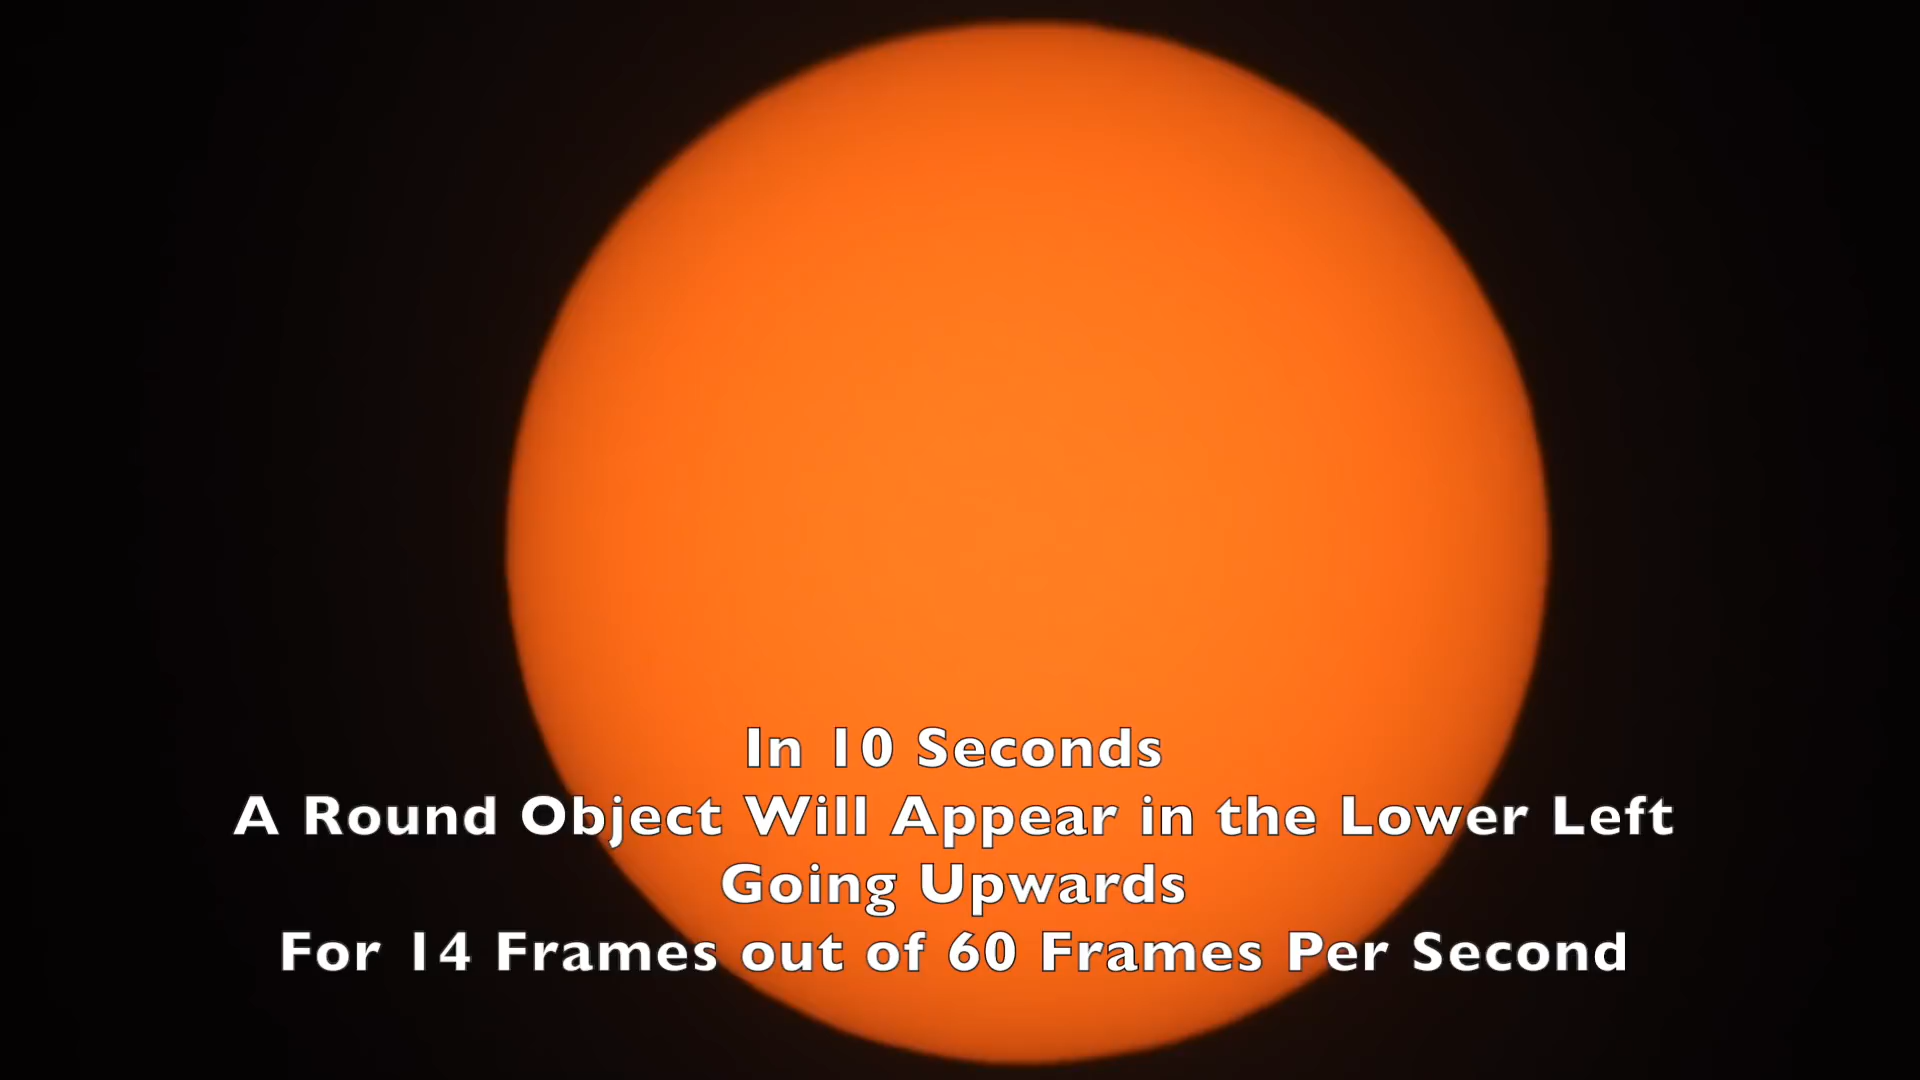 In 10 Seconds
A Round Object Will Appear in the Lower Left
Going Upwards
For 14 Frames out of 60 Frames Per Second